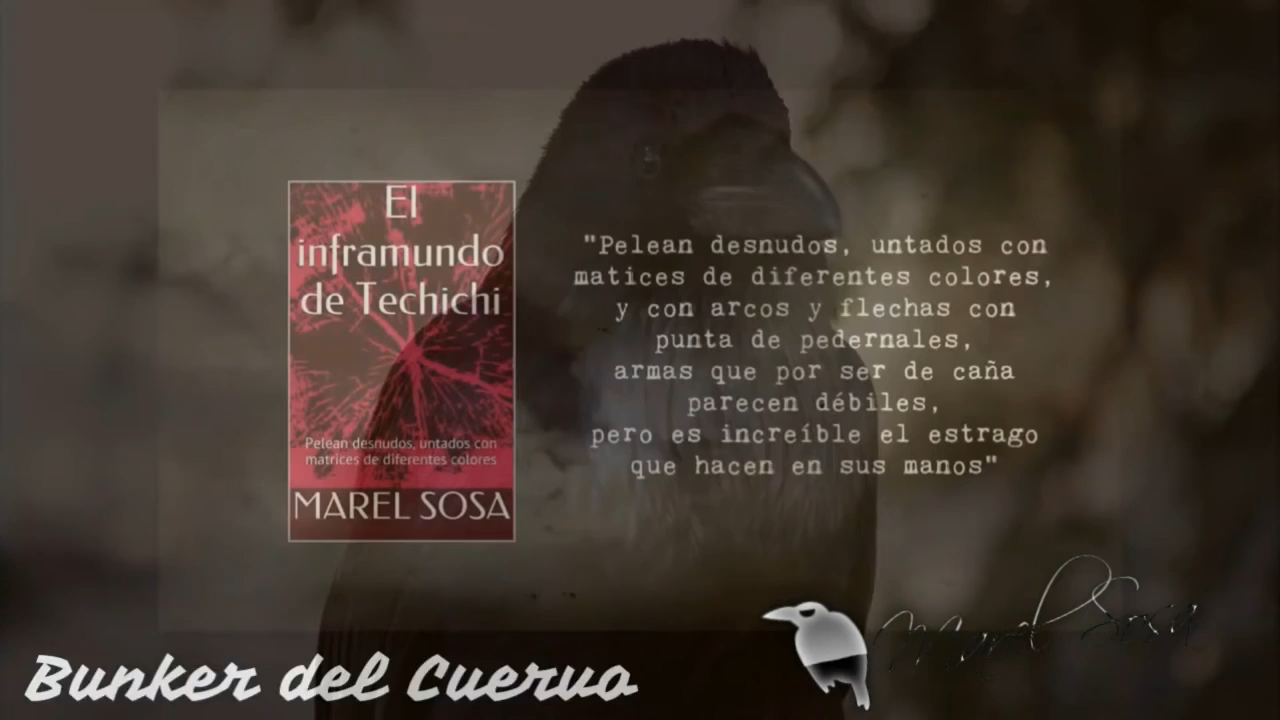 El
inframundo
de Techichi
Pelean desnudos, untados con
matrices de diferentes colores
MAREL SOSA
"Pelean desnudos, untados con
matices de diferentes colores,
y con arcos y flechas con
punta de pedernales,
armas que por ser de caña
parecen débiles,
pero es increíble el estrago
que hacen en sus manos"
Marel Sosa
Bunker del Cuervo